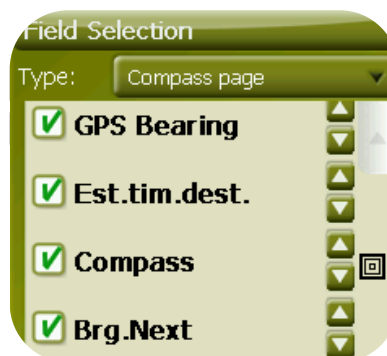 Field Selection
Type: Compass page
GPS Bearing
Est.tim.dest.
Compass
Brg.Next